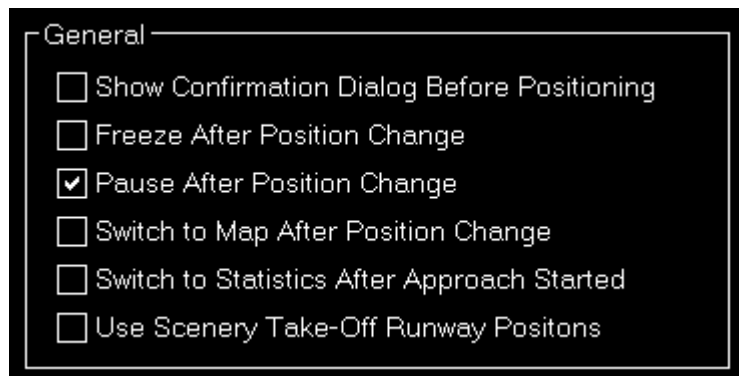 General
Show Confirmation Dialog Before Positioning
Freeze After Position Change
Pause After Position Change
Switch to Map After Position Change
Switch to Statistics After Approach Started
Use Scenery Take-Off Runway Positons